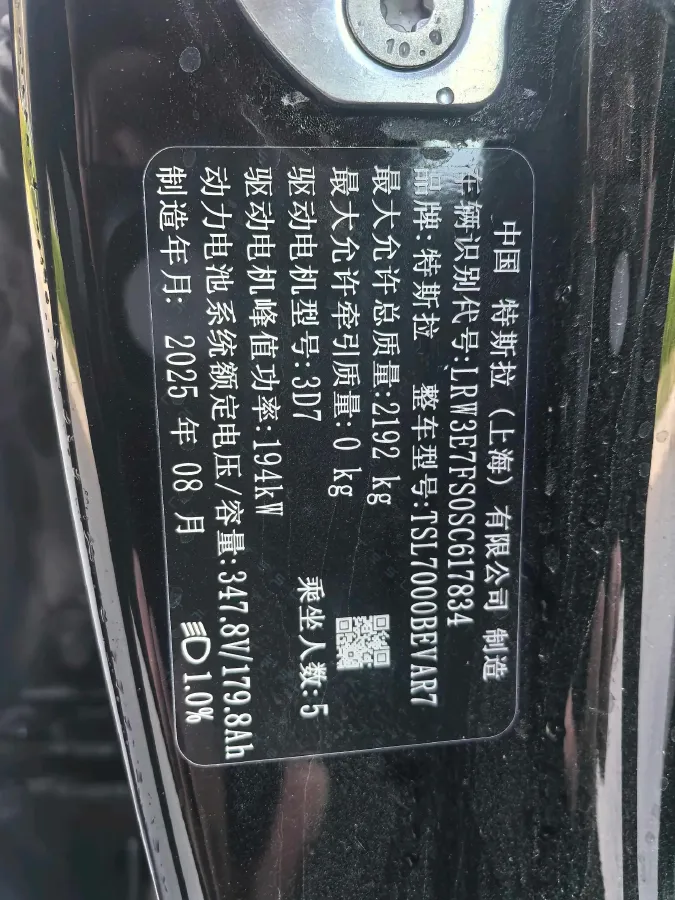 10.9
中国 特斯拉（上海）有限公司 制造
车辆识别代号:LRW3E7FS0SC617834
品牌:特斯拉 整车型号:TSL7000BEVAR7
最大允许总质量:2192 kg
最大允许牵引质量:0 kg
驱动电机型号:3D7 乘坐人数:5
驱动电机峰值功率:194kW
动力电池系统额定电压/容量:347.8V/179.8Ah
制造年月: 2025 年 08 月 1.0%